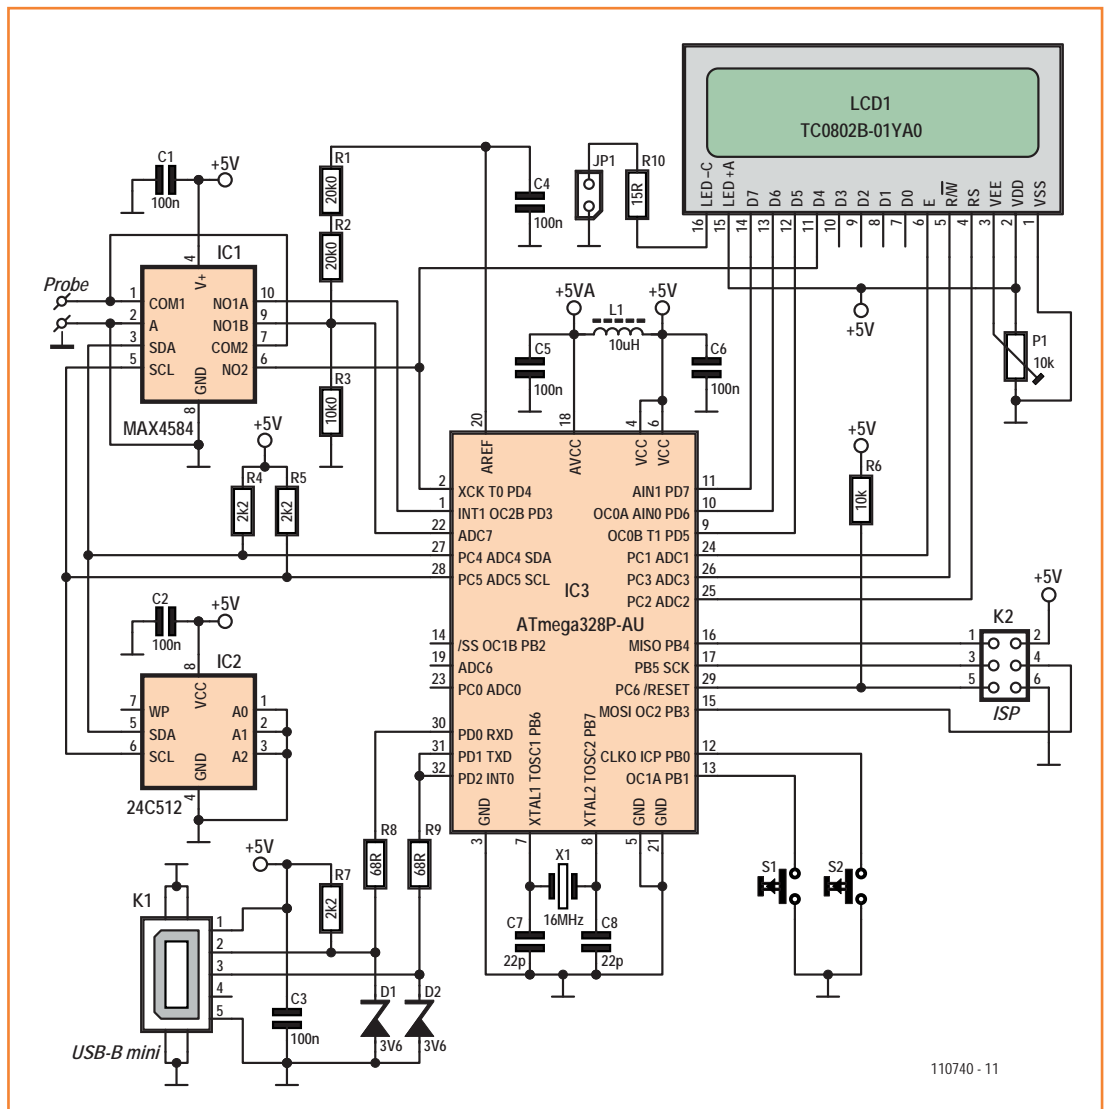 LCD1
TC0802B-01YA0
LED -C
LED +A
D7
D6
D5
D4
D3
D2
D1
D0
E
R/W
RS
VEE
VDD
VSS
16
15
14
13
12
11
10
9
8
7
6
5
4
3
2
1
JP1
R10
15R
+5V
P1
10k
C1
100n
+5V
R1
20k0
R2
20k0
R3
10k0
C4
100n
Probe
IC1
4
V+
1 COM1
2 A
3 SDA
5 SCL
NO1A 10
NO1B 9
COM2 7
NO2 6
GND
8
MAX4584
+5V
R4
2k2
R5
2k2
+5VA
L1
10uH
+5V
C5
100n
C6
100n
20
18
4
6
AREF
AVCC
VCC
VCC
2 XCK T0 PD4
1 INT1 OC2B PD3
22 ADC7
27 PC4 ADC4 SDA
28 PC5 ADC5 SCL
14 /SS OC1B PB2
19 ADC6
23 PC0 ADC0
30 PD0 RXD
31 PD1 TXD
32 PD2 INT0
IC3
ATmega328P-AU
AIN1 PD7 11
OC0A AIN0 PD6 10
OC0B T1 PD5 9
PC1 ADC1 24
PC3 ADC3 26
PC2 ADC2 25
MISO PB4 16
PB5 SCK 17
PC6 /RESET 29
MOSI OC2 PB3 15
CLKO ICP PB0 12
OC1A PB1 13
GND
XTAL1 TOSC1 PB6
XTAL2 TOSC2 PB7
GND
GND
3
7
8
5
21
+5V
R6
10k
+5V
K2
1
2
3
4
5
6
ISP
C2
100n
+5V
IC2
8
VCC
7 WP
5 SDA
6 SCL
A0 1
A1 2
A2 3
GND
4
24C512
+5V
R7
2k2
R8
68R
R9
68R
K1
1
2
3
4
5
USB-B mini
C3
100n
D1
3V6
D2
3V6
X1
16MHz
C7
22p
C8
22p
S1
S2
110740 - 11